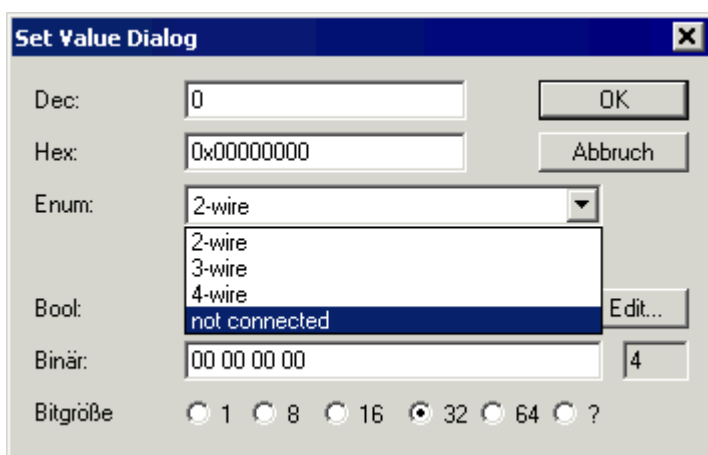 Set Value Dialog
Dec: 0 OK
Hex: 0x00000000 Abbruch
Enum: 2-wire
2-wire
3-wire
4-wire
not connected
Bool: Edit...
Binär: 00 00 00 00 4
Bitgröße 1 8 16 32 64 ?